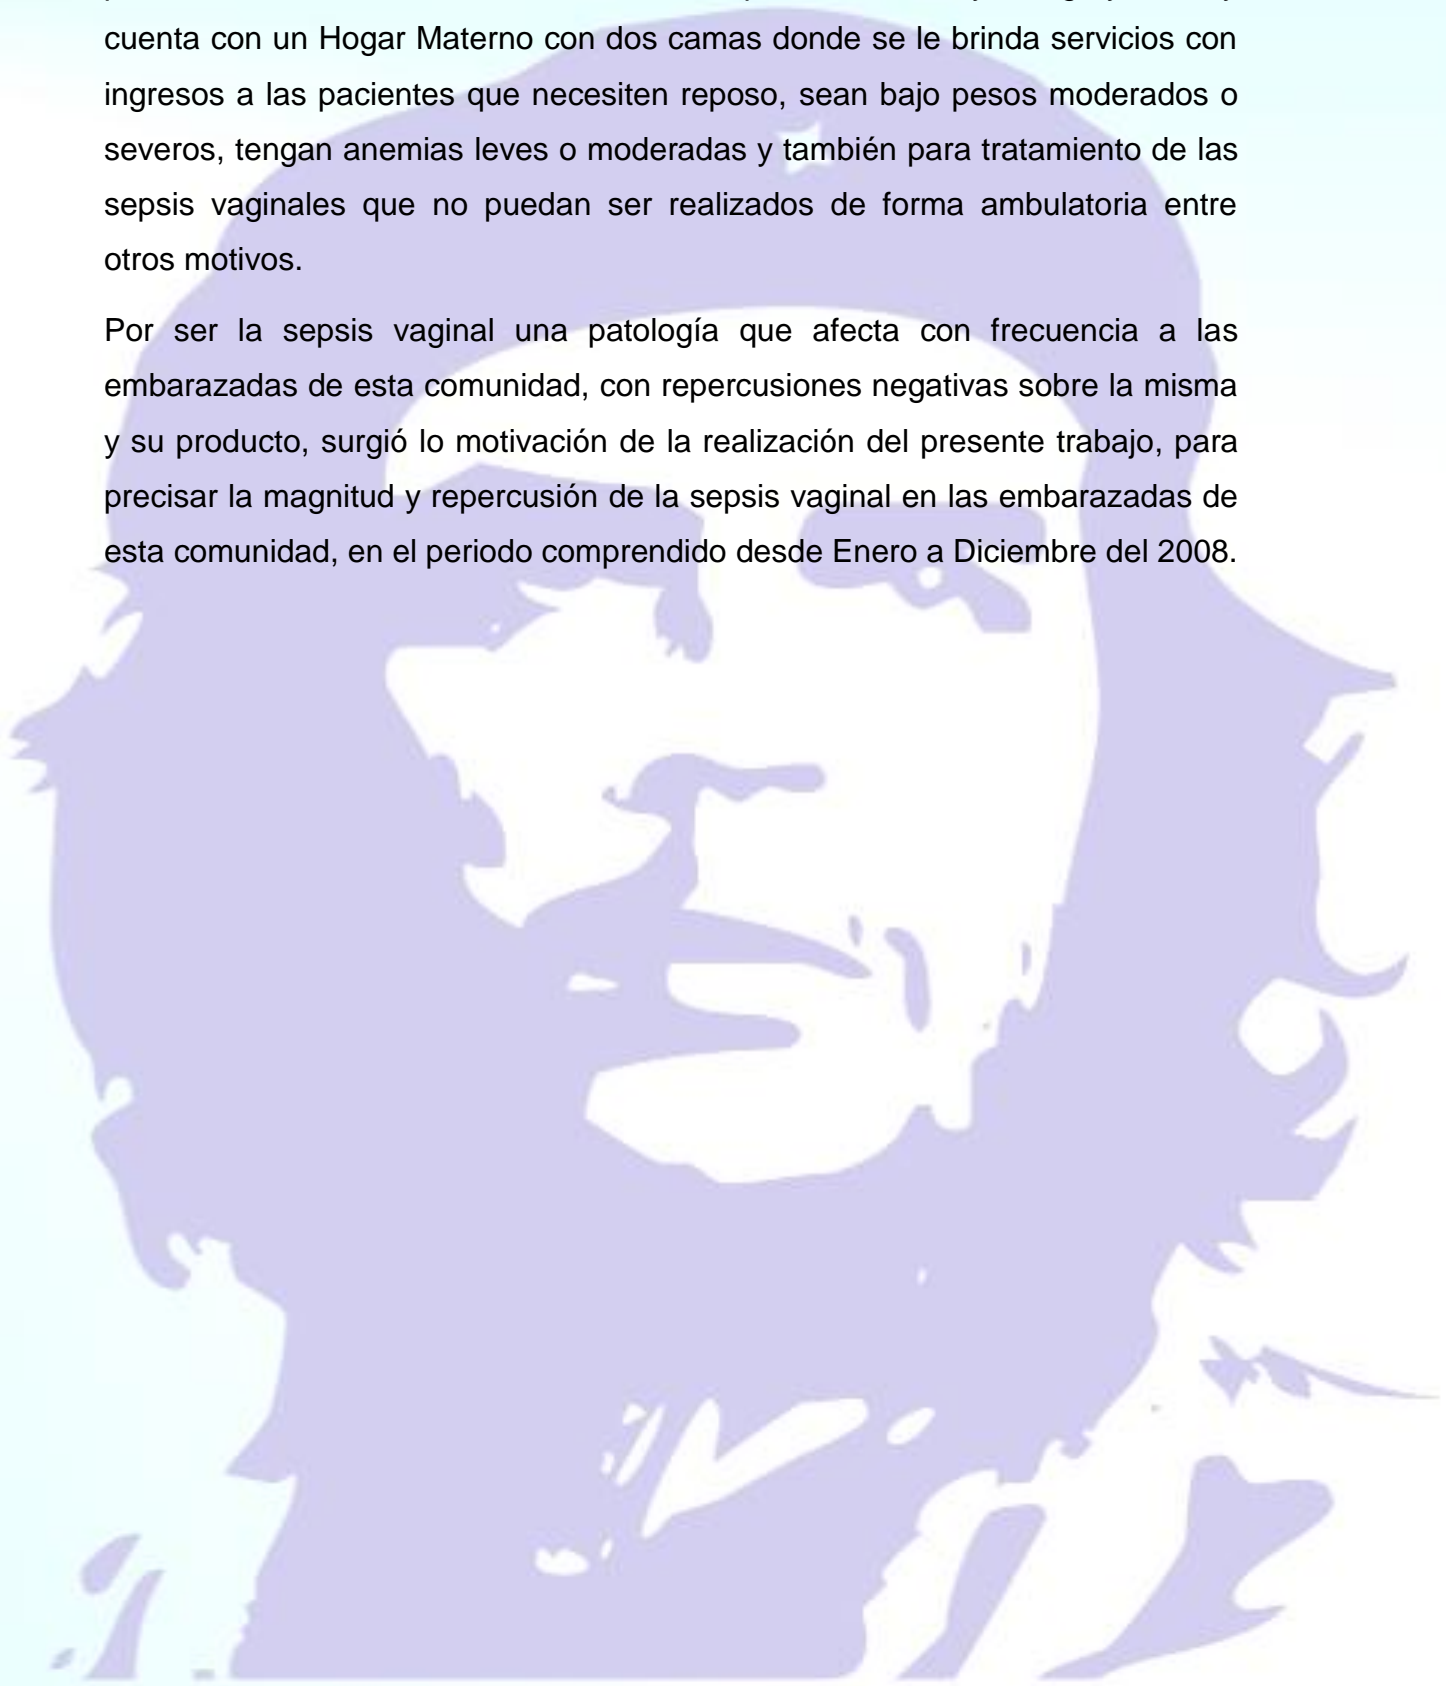 cuenta con un Hogar Materno con dos camas donde se le brinda servicios con
ingresos a las pacientes que necesiten reposo, sean bajo pesos moderados o
severos, tengan anemias leves o moderadas y también para tratamiento de las
sepsis vaginales que no puedan ser realizados de forma ambulatoria entre
otros motivos.
Por ser la sepsis vaginal una patología que afecta con frecuencia a las
embarazadas de esta comunidad, con repercusiones negativas sobre la misma
y su producto, surgió lo motivación de la realización del presente trabajo, para
precisar la magnitud y repercusión de la sepsis vaginal en las embarazadas de
esta comunidad, en el periodo comprendido desde Enero a Diciembre del 2008.